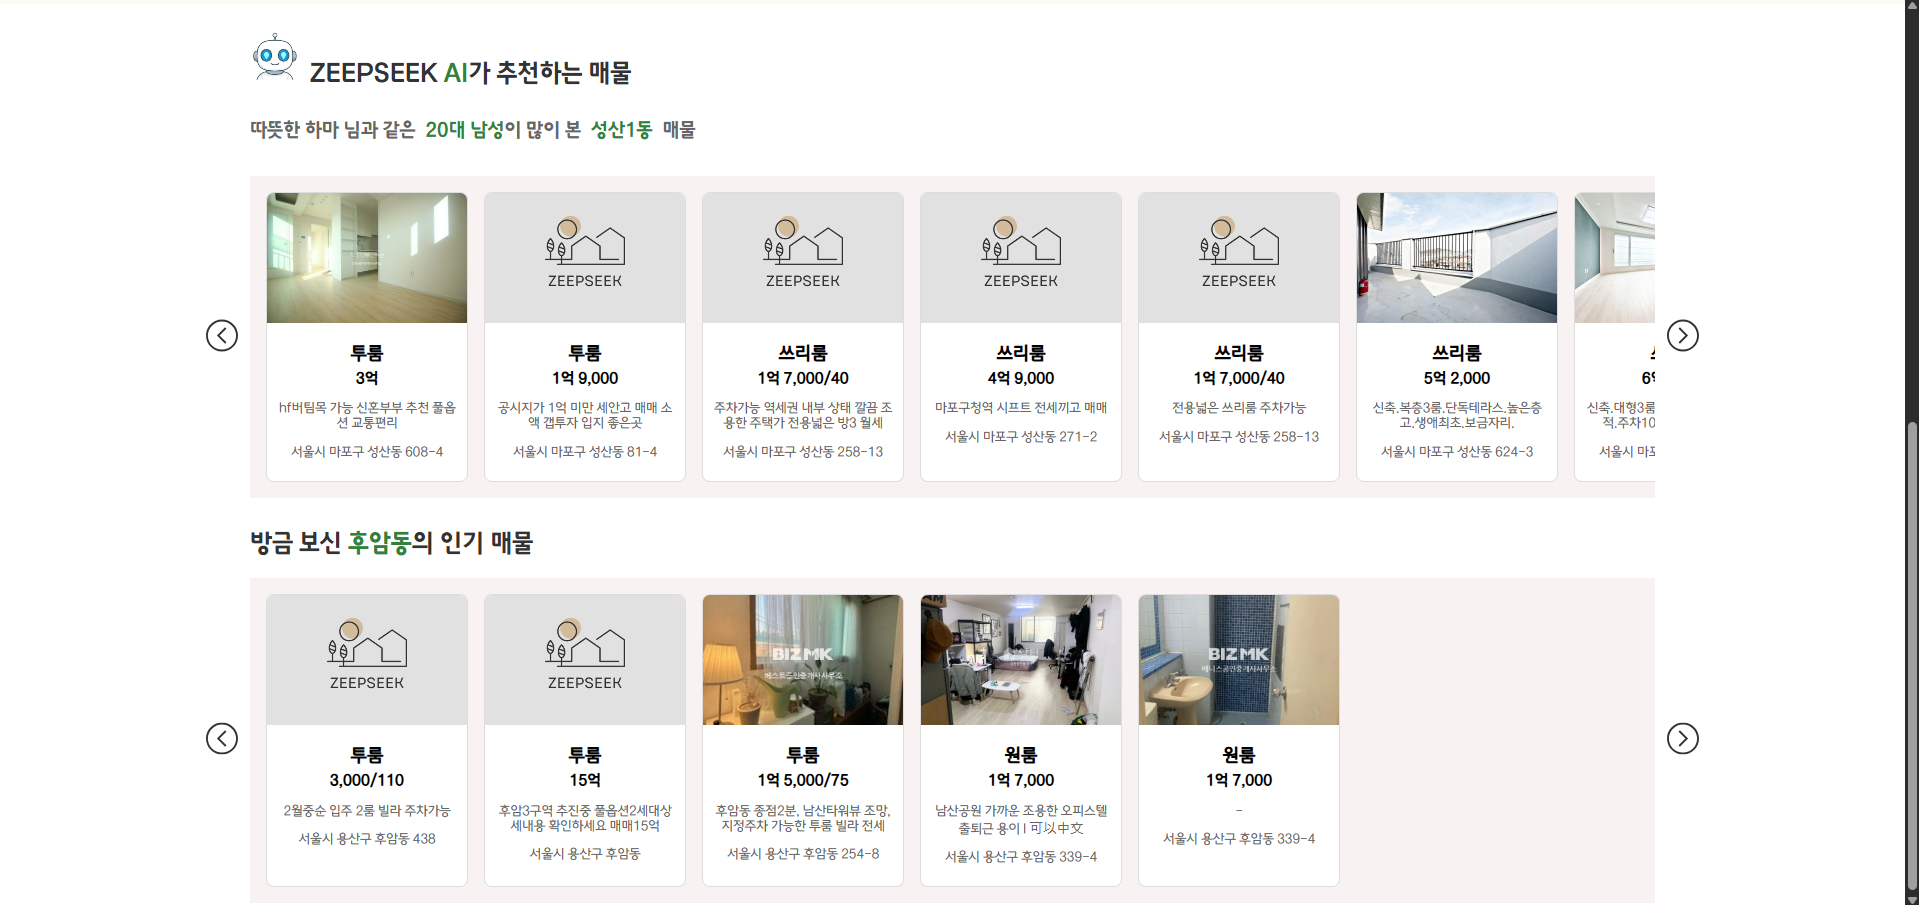 ZEEPSEEK AI가 추천하는 매물
따뜻한 하마 님과 같은 20대 남성이 많이 본 성산1동 매물
투룸
3억
hf버팀목 가능 신혼부부 추천 풀옵
션 교통편리
서울시 마포구 성산동 608-4
ZEEPSEEK
투룸
1억 9,000
공시지가 1억 미만 세안고 매매 소
액 갭투자 입지 좋은곳
서울시 마포구 성산동 81-4
ZEEPSEEK
쓰리룸
1억 7,000/40
주차가능 역세권 내부 상태 깔끔 조
용한 주택가 전용넓은 방3 월세
서울시 마포구 성산동 258-13
ZEEPSEEK
쓰리룸
4억 9,000
마포구청역 시프트 전세끼고 매매
서울시 마포구 성산동 271-2
ZEEPSEEK
쓰리룸
1억 7,000/40
전용넓은 쓰리룸 주차가능
서울시 마포구 성산동 258-13
쓰리룸
5억 2,000
신축.복층3룸.단독테라스.높은층
고.생애최초.보금자리.
서울시 마포구 성산동 624-3
신축.대형3룸
적.주차10
서울시 마포
방금 보신 후암동의 인기 매물
ZEEPSEEK
투룸
3,000/110
2월중순 입주 2룸 빌라 주차가능
서울시 용산구 후암동 438
ZEEPSEEK
투룸
15억
후암3구역 추진중 풀옵션2세대상
세내용 확인하세요 매매15억
서울시 용산구 후암동
BIZMK
투룸
1억 5,000/75
후암동 종점2분, 남산타워뷰 조망,
지정주차 가능한 투룸 빌라 전세
서울시 용산구 후암동 254-8
원룸
1억 7,000
남산공원 가까운 조용한 오피스텔
출퇴근 용이 I 可以中文
서울시 용산구 후암동 339-4
BIZMK
베니스공인중개사사무소
원룸
1억 7,000
-
서울시 용산구 후암동 339-4